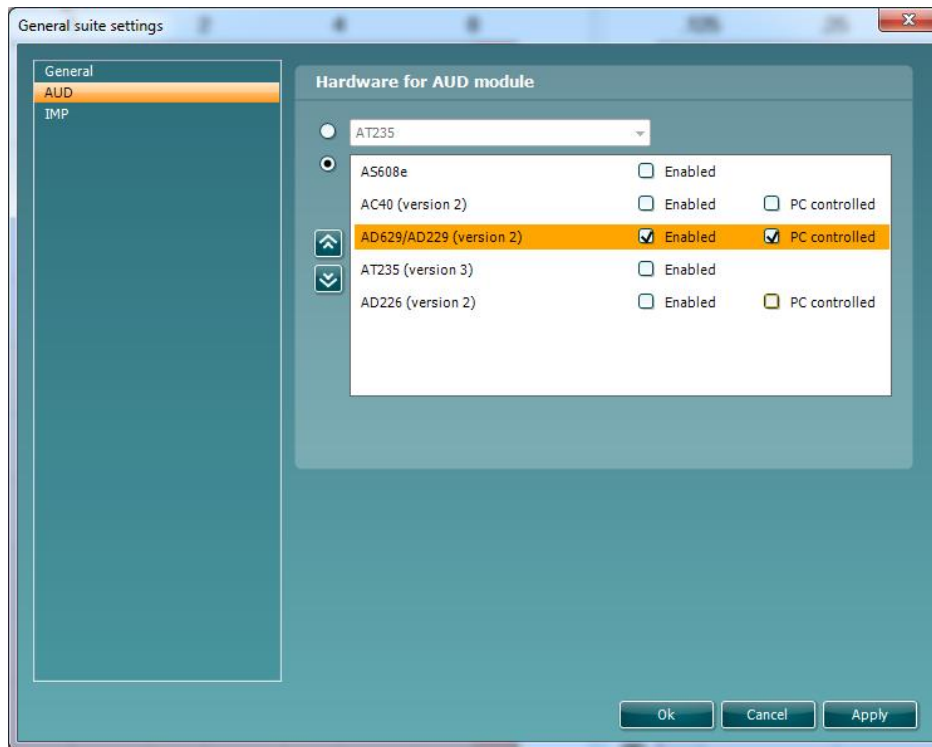 General suite settings
General
AUD
IMP
Hardware for AUD module
AT235
AS608e Enabled
AC40 (version 2) Enabled PC controlled
AD629/AD229 (version 2) Enabled PC controlled
AT235 (version 3) Enabled
AD226 (version 2) Enabled PC controlled
Ok Cancel Apply